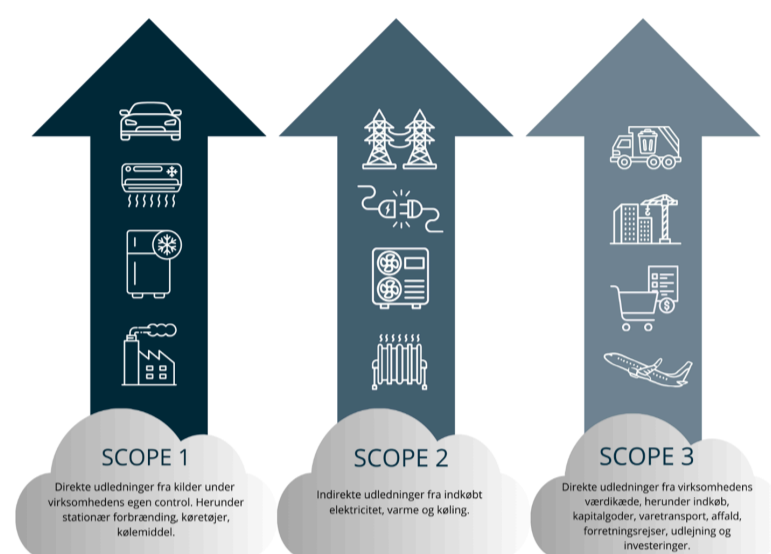 SCOPE 1
Direkte udledninger fra kilder under
virksomhedens egen control. Herunder
stationær forbrænding, køretøjer,
kølemiddel.
SCOPE 2
Indirekte udledninger fra indkøbt
elektricitet, varme og køling.
SCOPE 3
Direkte udledninger fra virksomhedens
værdikæde, herunder indkøb,
kapitalgoder, varetransport, affald,
forretningsrejser, udlejning og
investeringer.